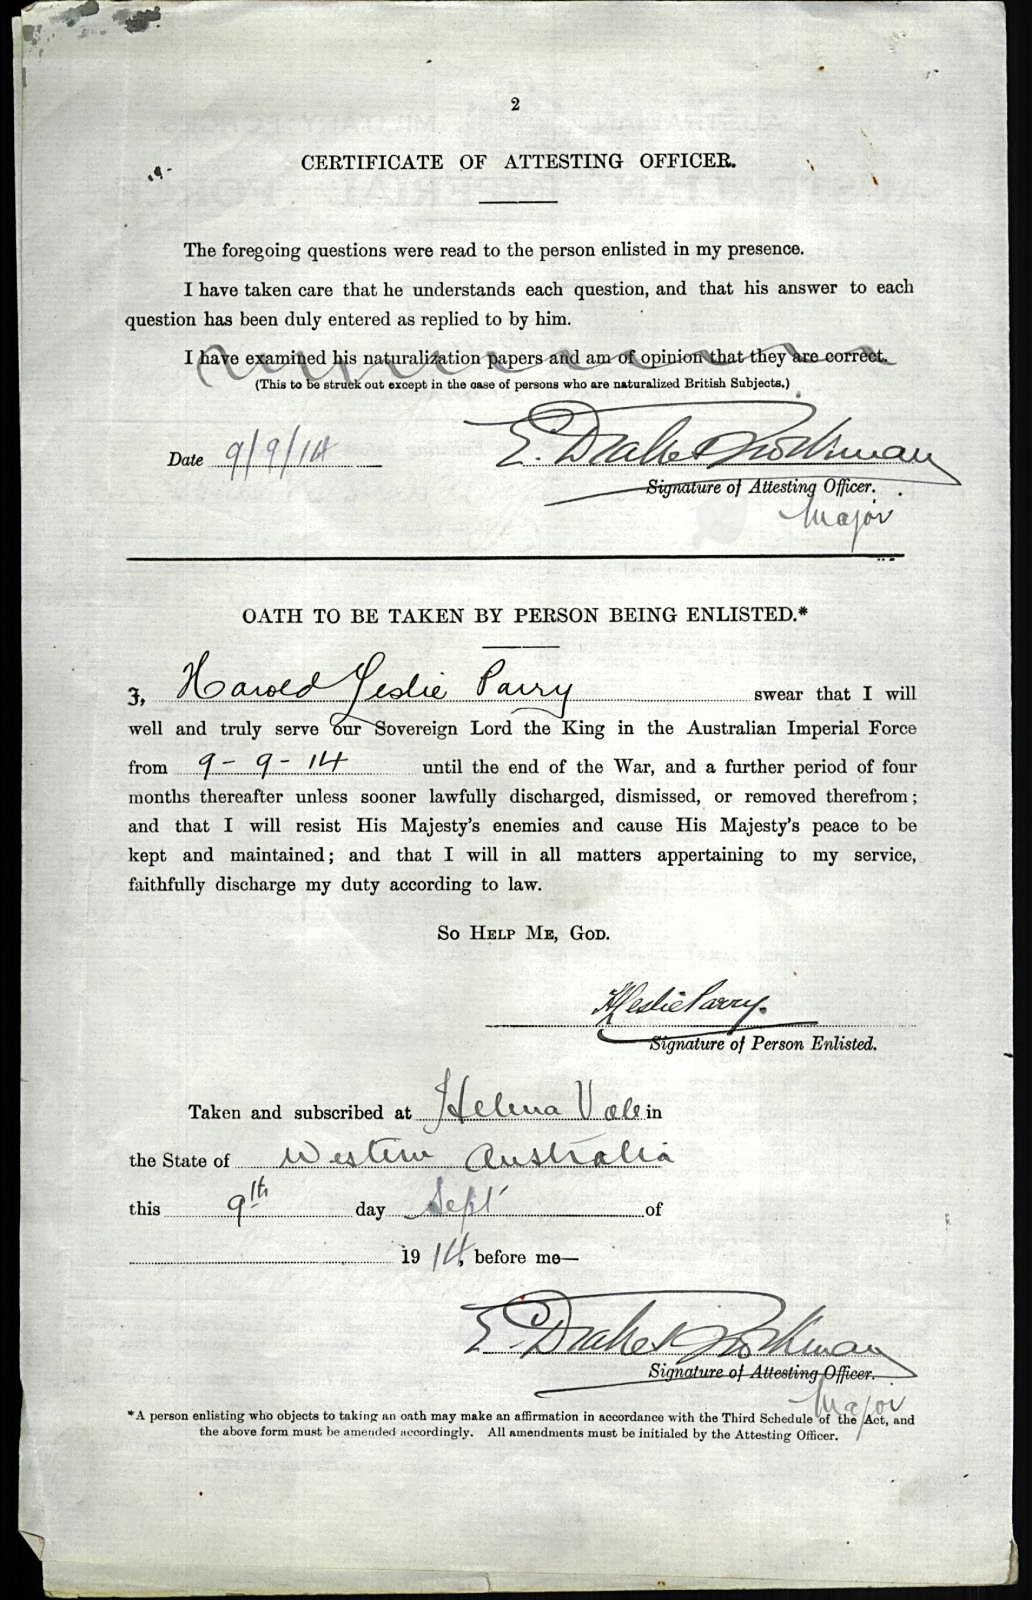 2
CERTIFICATE OF ATTESTING OFFICER.
The foregoing questions were read to the person enlisted in my presence.
I have taken care that he understands each question, and that his answer to each
question has been duly entered as replied to by him.
I have examined his naturalization papers and am of opinion that they are correct.
(This to be struck out except in the case of persons who are naturalized British Subjects.)
Date 9/9/14 E. Drake Brockman
Signature of Attesting Officer.
Major
OATH TO BE TAKEN BY PERSON BEING ENLISTED.*
I, Harold Leslie Parry swear that I will
well and truly serve our Sovereign Lord the King in the Australian Imperial Force
from 9-9-14 until the end of the War, and a further period of four
months thereafter unless sooner lawfully discharged, dismissed, or removed therefrom;
and that I will resist His Majesty's enemies and cause His Majesty's peace to be
kept and maintained; and that I will in all matters appertaining to my service,
faithfully discharge my duty according to law.
So Help Me, God.
H Leslie Parry.
Signature of Person Enlisted.
Taken and subscribed at Helena Vale in
the State of Western Australia
this 9th day Sept of
1914, before me—
E. Drake Brockman
Signature of Attesting Officer.
Major
*A person enlisting who objects to taking an oath may make an affirmation in accordance with the Third Schedule of the Act, and
the above form must be amended accordingly. All amendments must be initialed by the Attesting Officer.